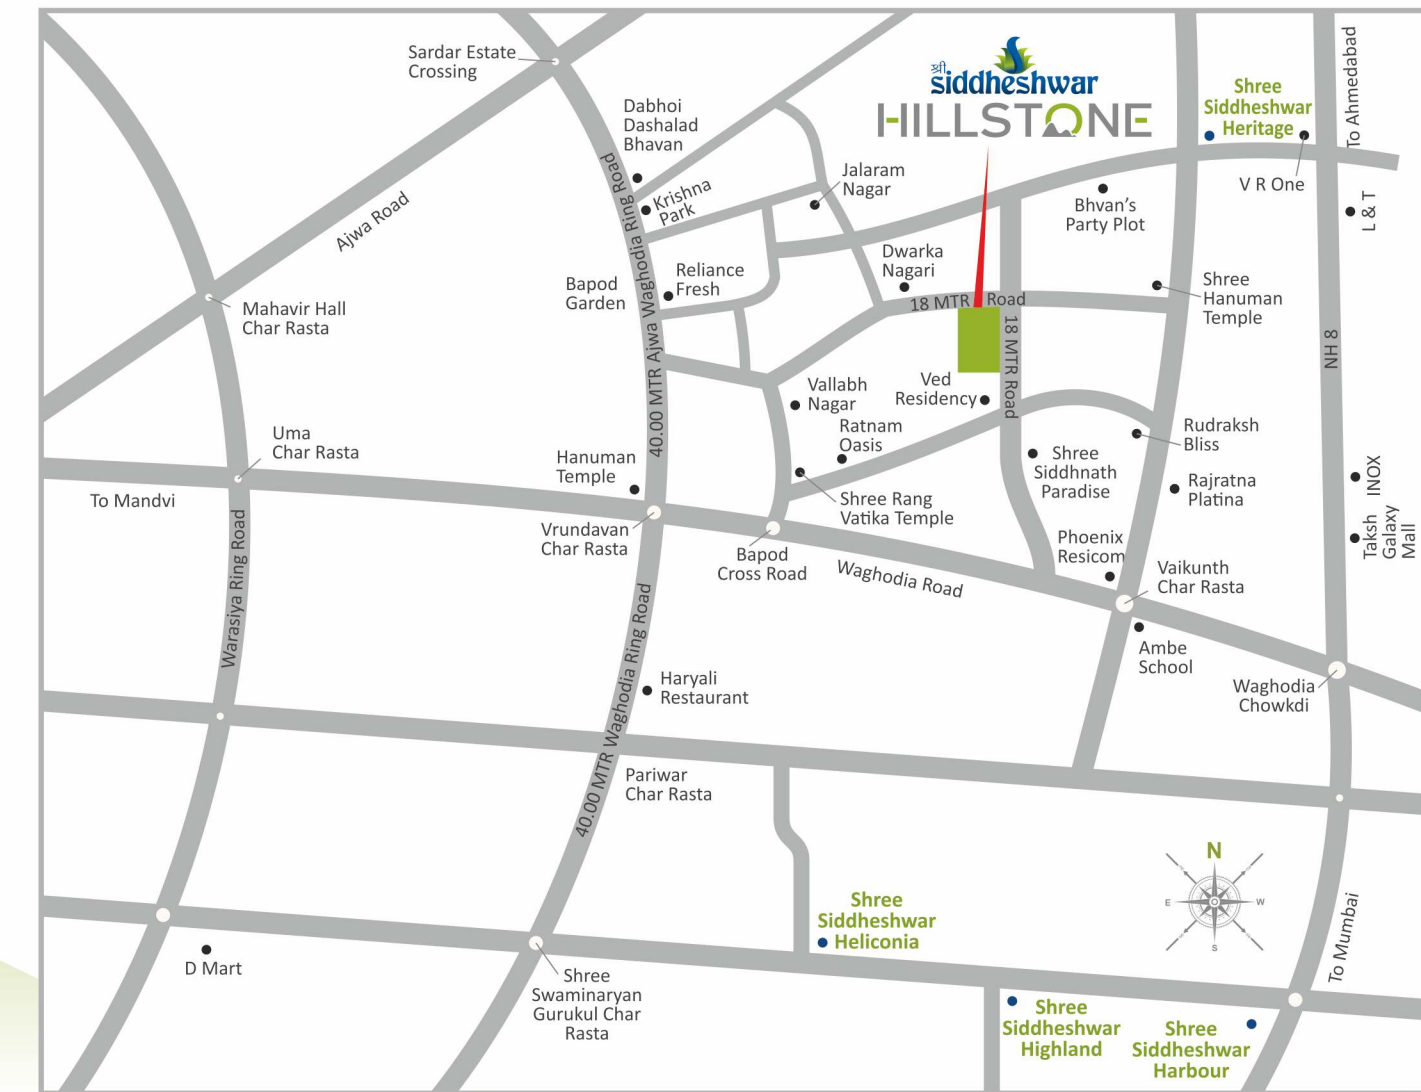 Sardar Estate
Crossing
श्री
siddheshwar
HILLSTONE
Shree
Siddheshwar
Heritage
To Ahmedabad
Dabhoi
Dashalad
Bhavan
Krishna
Park
Jalaram
Nagar
V R One
L & T
Bhvan's
Party Plot
Ajwa Road
40.00 MTR Ajwa Waghodia Ring Road
Bapod
Garden
Reliance
Fresh
Dwarka
Nagari
18 MTR Road
18 MTR Road
Shree
Hanuman
Temple
NH 8
Mahavir Hall
Char Rasta
Vallabh
Nagar
Ved
Residency
Ratnam
Oasis
Rudraksh
Bliss
Uma
Char Rasta
Hanuman
Temple
Shree
Siddhnath
Paradise
Rajratna
Platina
INOX
To Mandvi
Shree Rang
Vatika Temple
Vrundavan
Char Rasta
Bapod
Cross Road
Phoenix
Resicom
Taksh
Galaxy
Mall
Waghodia Road
Vaikunth
Char Rasta
Warasiya Ring Road
40.00 MTR Waghodia Ring Road
Ambe
School
Haryali
Restaurant
Waghodia
Chowkdi
Pariwar
Char Rasta
N
E
W
S
Shree
Siddheshwar
Heliconia
To Mumbai
D Mart
Shree
Swaminaryan
Gurukul Char
Rasta
Shree
Siddheshwar
Highland
Shree
Siddheshwar
Harbour